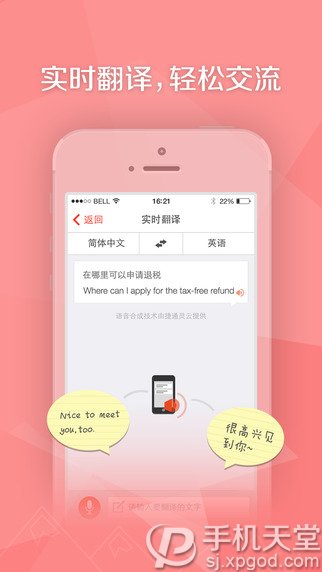 实时翻译,轻松交流
BELL 16:21 22%
返回 实时翻译
简体中文 英语
在哪里可以申请退税
Where can I apply for the tax-free refund
语音合成技术由捷通灵云提供
Nice to meet
you,too.
很高兴见
到你~
请输入要翻译的文字
手机天堂
sj.xpgod.com